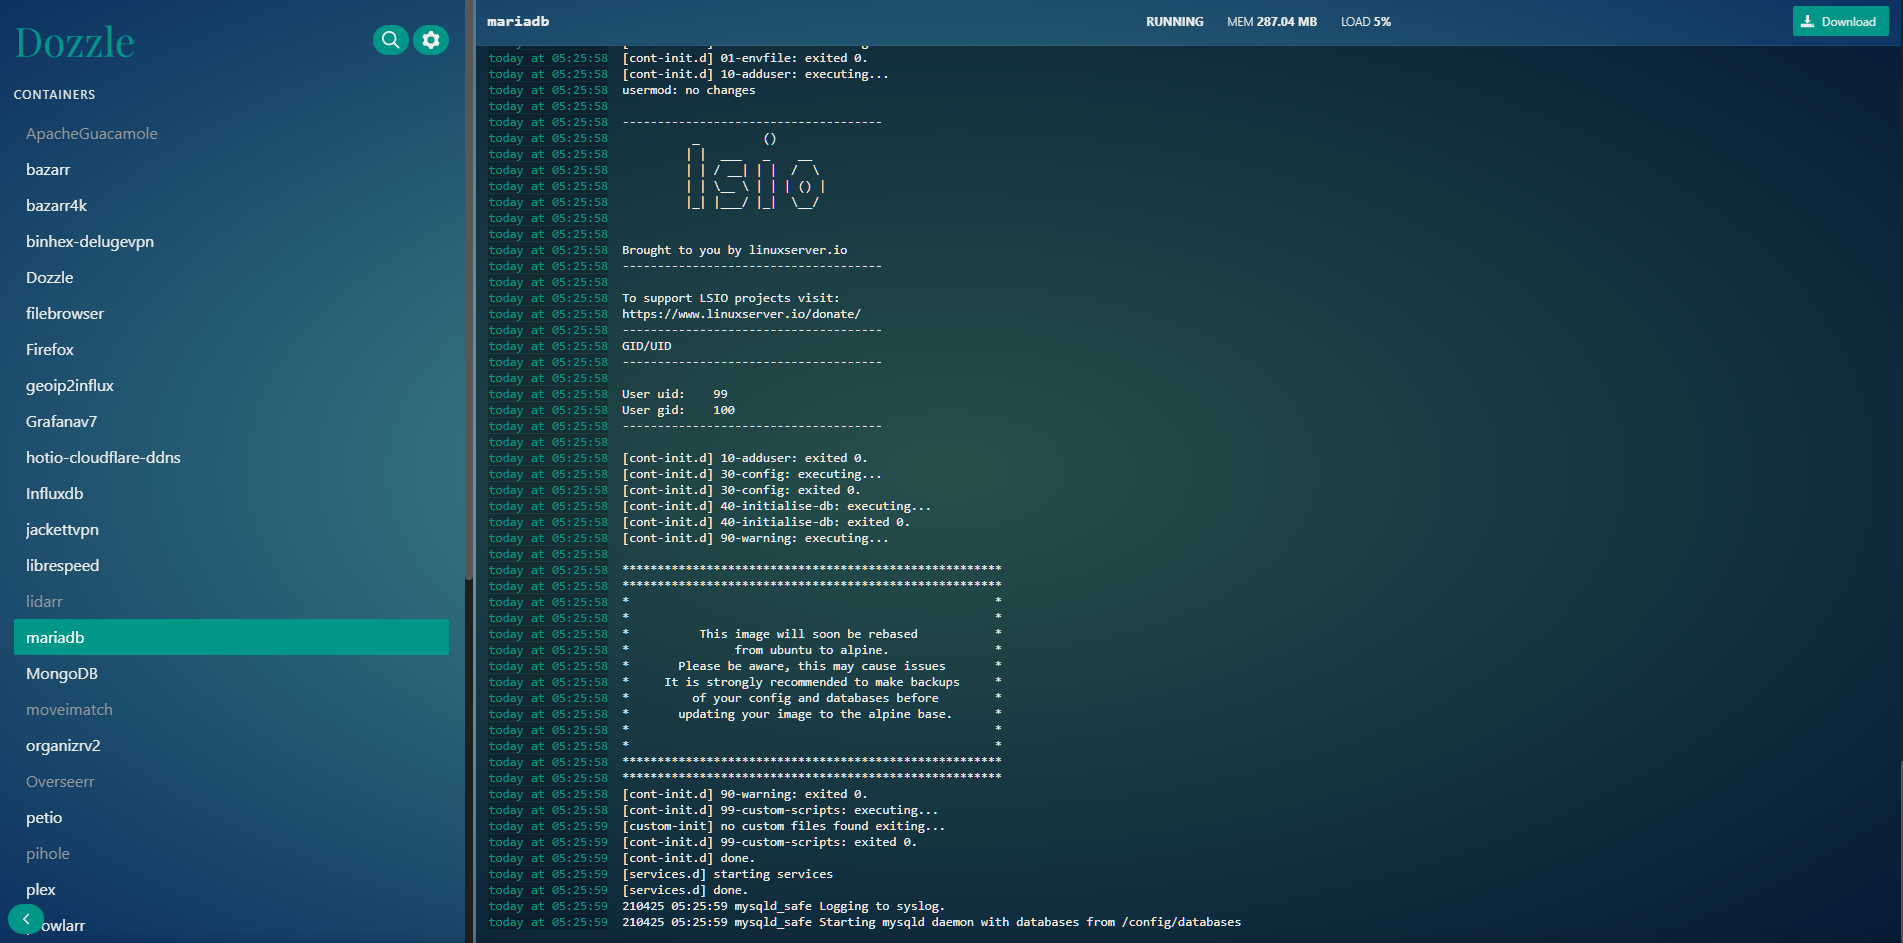 Dozzle
CONTAINERS
ApacheGuacamole
bazarr
bazarr4k
binhex-delugevpn
Dozzle
filebrowser
Firefox
geoip2influx
Grafanav7
hotio-cloudflare-ddns
Influxdb
jackettvpn
librespeed
lidarr
mariadb
MongoDB
moveimatch
organizrv2
Overseerr
petio
pihole
plex
owlarr
mariadb
RUNNING MEM 287.04 MB LOAD 5%
Download
today at 05:25:58 [cont-init.d] 01-envfile: exited 0.
today at 05:25:58 [cont-init.d] 10-adduser: executing...
today at 05:25:58 usermod: no changes
today at 05:25:58
today at 05:25:58 -------------------------------------
today at 05:25:58           _         ()
today at 05:25:58          | |  ___   _    __
today at 05:25:58          | | / __| | |  /  \
today at 05:25:58          | | \__ \ | | | () |
today at 05:25:58          |_| |___/ |_|  \__/
today at 05:25:58
today at 05:25:58
today at 05:25:58 Brought to you by linuxserver.io
today at 05:25:58 -------------------------------------
today at 05:25:58
today at 05:25:58 To support LSIO projects visit:
today at 05:25:58 https://www.linuxserver.io/donate/
today at 05:25:58 -------------------------------------
today at 05:25:58 GID/UID
today at 05:25:58 -------------------------------------
today at 05:25:58
today at 05:25:58 User uid:    99
today at 05:25:58 User gid:    100
today at 05:25:58 -------------------------------------
today at 05:25:58
today at 05:25:58 [cont-init.d] 10-adduser: exited 0.
today at 05:25:58 [cont-init.d] 30-config: executing...
today at 05:25:58 [cont-init.d] 30-config: exited 0.
today at 05:25:58 [cont-init.d] 40-initialise-db: executing...
today at 05:25:58 [cont-init.d] 40-initialise-db: exited 0.
today at 05:25:58 [cont-init.d] 90-warning: executing...
today at 05:25:58
today at 05:25:58 ******************************************************
today at 05:25:58 ******************************************************
today at 05:25:58 *                                                    *
today at 05:25:58 *                                                    *
today at 05:25:58 *          This image will soon be rebased           *
today at 05:25:58 *               from ubuntu to alpine.               *
today at 05:25:58 *       Please be aware, this may cause issues       *
today at 05:25:58 *     It is strongly recommended to make backups     *
today at 05:25:58 *         of your config and databases before        *
today at 05:25:58 *       updating your image to the alpine base.      *
today at 05:25:58 *                                                    *
today at 05:25:58 *                                                    *
today at 05:25:58 ******************************************************
today at 05:25:58 ******************************************************
today at 05:25:58 [cont-init.d] 90-warning: exited 0.
today at 05:25:58 [cont-init.d] 99-custom-scripts: executing...
today at 05:25:59 [custom-init] no custom files found exiting...
today at 05:25:59 [cont-init.d] 99-custom-scripts: exited 0.
today at 05:25:59 [cont-init.d] done.
today at 05:25:59 [services.d] starting services
today at 05:25:59 [services.d] done.
today at 05:25:59 210425 05:25:59 mysqld_safe Logging to syslog.
today at 05:25:59 210425 05:25:59 mysqld_safe Starting mysqld daemon with databases from /config/databases